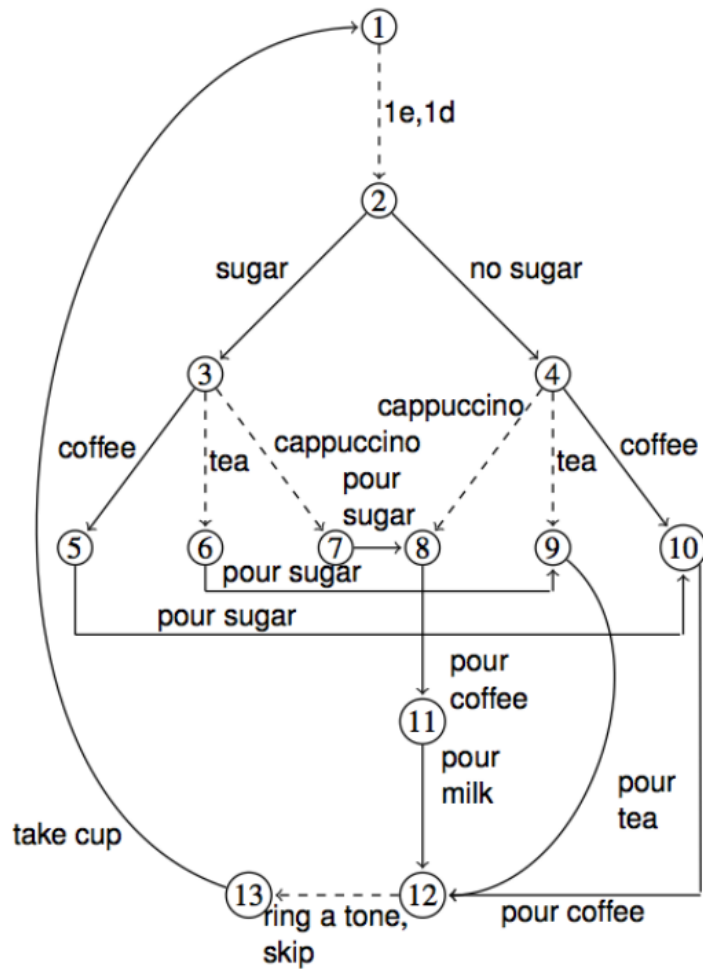 1
1e,1d
2
sugar
no sugar
3
4
cappuccino
coffee
tea
cappuccino
tea
coffee
pour
sugar
5
6
7
8
9
10
pour sugar
pour sugar
pour
coffee
11
pour
milk
pour
tea
take cup
13
12
ring a tone,
skip
pour coffee